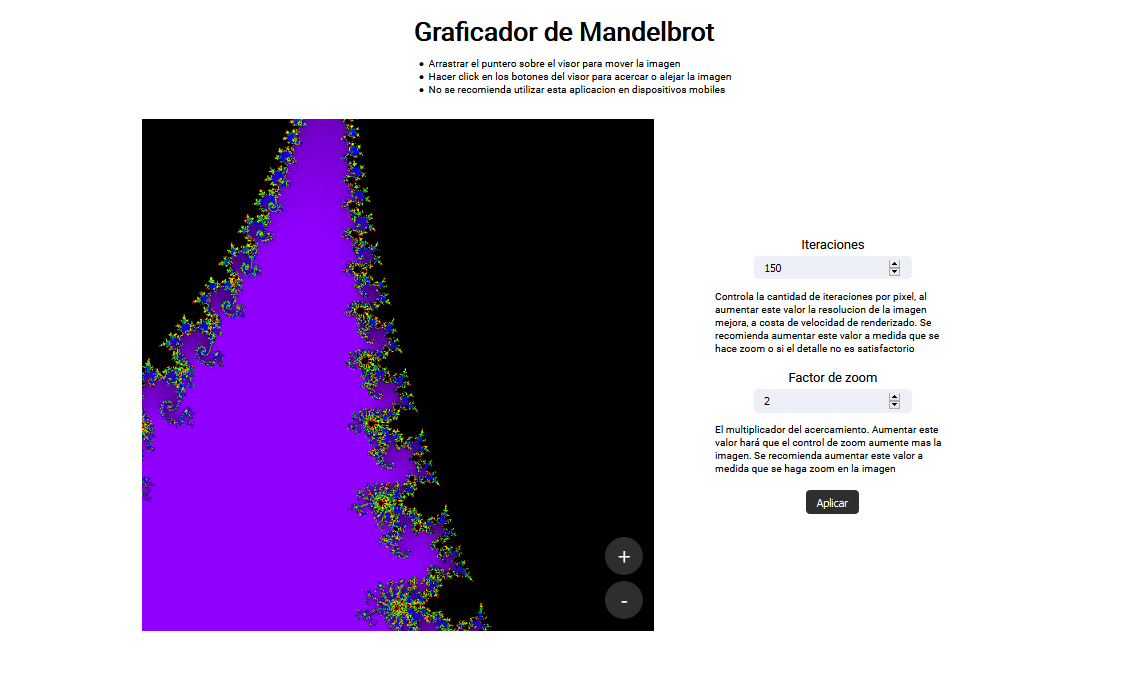 Graficador de Mandelbrot
Arrastrar el puntero sobre el visor para mover la imagen
Hacer click en los botones del visor para acercar o alejar la imagen
No se recomienda utilizar esta aplicacion en dispositivos mobiles
Iteraciones
150
Controla la cantidad de iteraciones por pixel, al
aumentar este valor la resolucion de la imagen
mejora, a costa de velocidad de renderizado. Se
recomienda aumentar este valor a medida que se
hace zoom o si el detalle no es satisfactorio
Factor de zoom
2
El multiplicador del acercamiento. Aumentar este
valor hará que el control de zoom aumente mas la
imagen. Se recomienda aumentar este valor a
medida que se haga zoom en la imagen
Aplicar
+
-